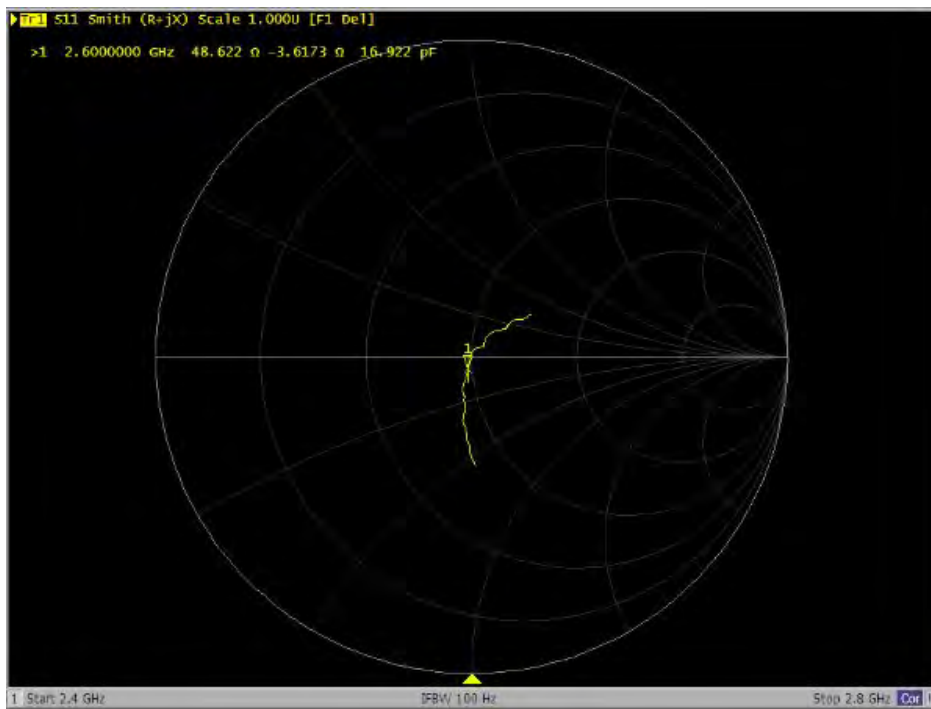 Tr1 S11 Smith (R+jX) Scale 1.000U [F1 Del]
>1 2.6000000 GHz 48.622 Ω -3.6173 Ω 16.922 pF
1
1 Start 2.4 GHz IFBW 100 Hz Stop 2.8 GHz Cor